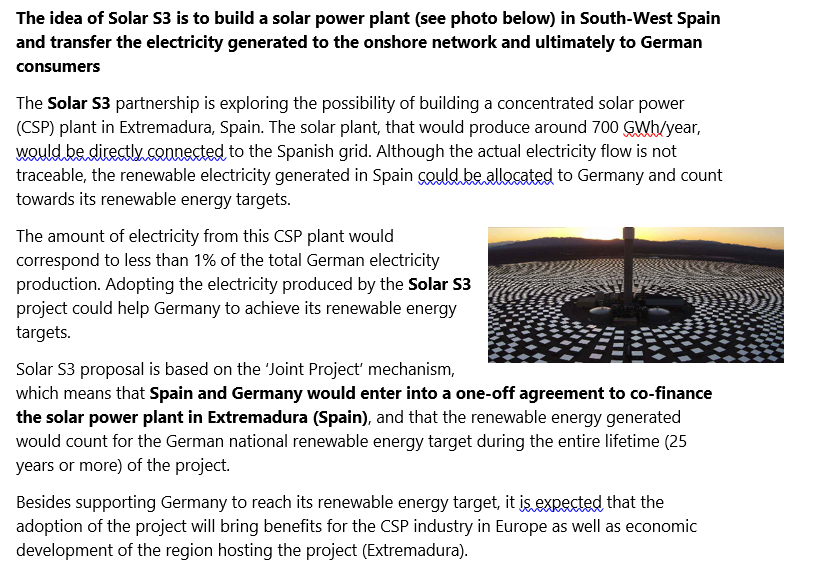 The idea of Solar S3 is to build a solar power plant (see photo below) in South-West Spain
and transfer the electricity generated to the onshore network and ultimately to German
consumers
The Solar S3 partnership is exploring the possibility of building a concentrated solar power
(CSP) plant in Extremadura, Spain. The solar plant, that would produce around 700 GWh/year,
would be directly connected to the Spanish grid. Although the actual electricity flow is not
traceable, the renewable electricity generated in Spain could be allocated to Germany and count
towards its renewable energy targets.
The amount of electricity from this CSP plant would
correspond to less than 1% of the total German electricity
production. Adopting the electricity produced by the Solar S3
project could help Germany to achieve its renewable energy
targets.
Solar S3 proposal is based on the ‘Joint Project’ mechanism,
which means that Spain and Germany would enter into a one-off agreement to co-finance
the solar power plant in Extremadura (Spain), and that the renewable energy generated
would count for the German national renewable energy target during the entire lifetime (25
years or more) of the project.
Besides supporting Germany to reach its renewable energy target, it is expected that the
adoption of the project will bring benefits for the CSP industry in Europe as well as economic
development of the region hosting the project (Extremadura).